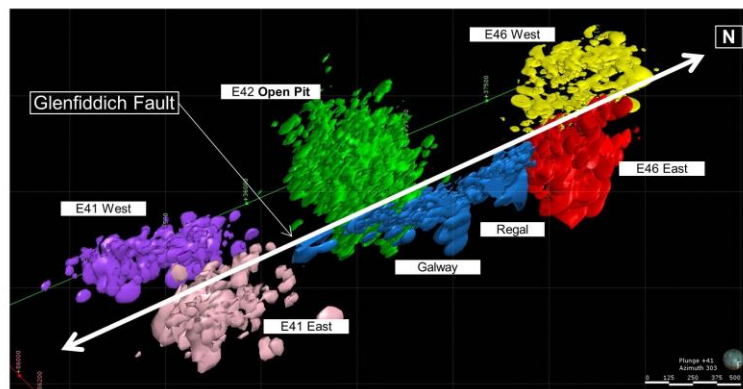 E46 West
N
E42 Open Pit
+37500
Glenfiddich Fault
E46 East
E41 West
Regal
Galway
E41 East
Plunge +41
Azimuth 303
0 125 250 375 500